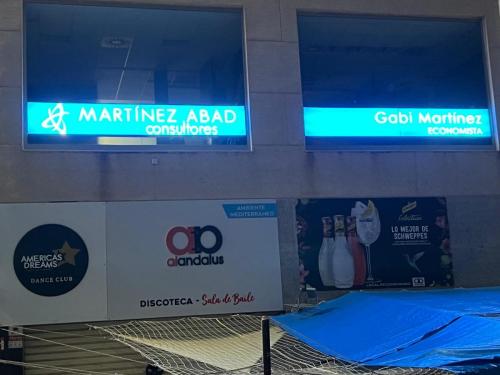 MARTÍNEZ ABAD
consultores
Gabi Martínez
ECONOMISTA
AMERICAS
DREAMS
DANCE CLUB
AMBIENTE
MEDITERRANEO
alandalus
DISCOTECA - Sala de Baile
LO MEJOR DE
SCHWEPPES